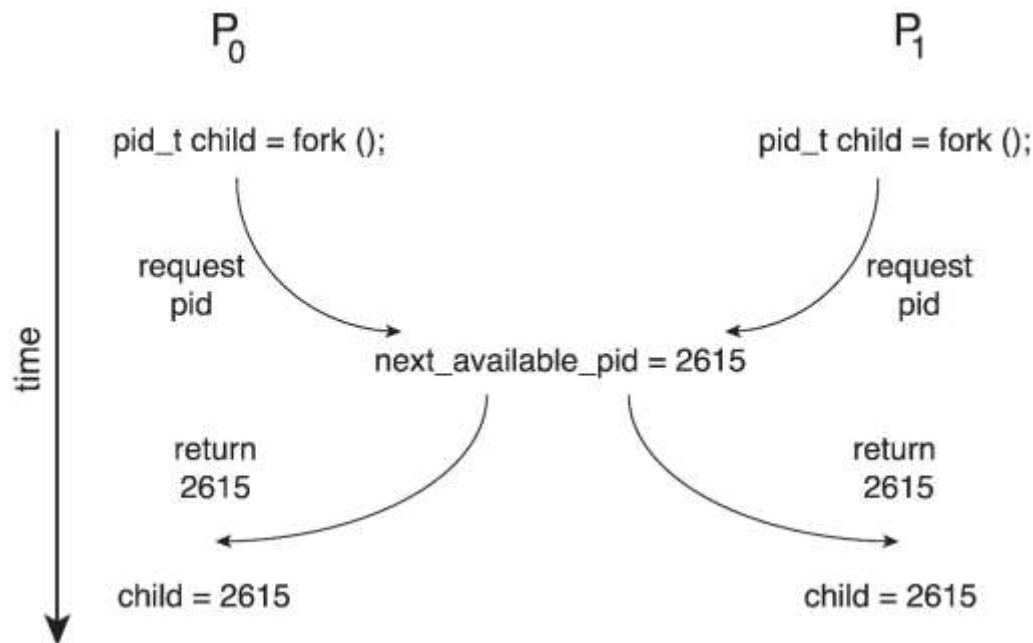 P0 P1
pid_t child = fork (); pid_t child = fork ();
request request
pid pid
time
next_available_pid = 2615
return return
2615 2615
child = 2615 child = 2615